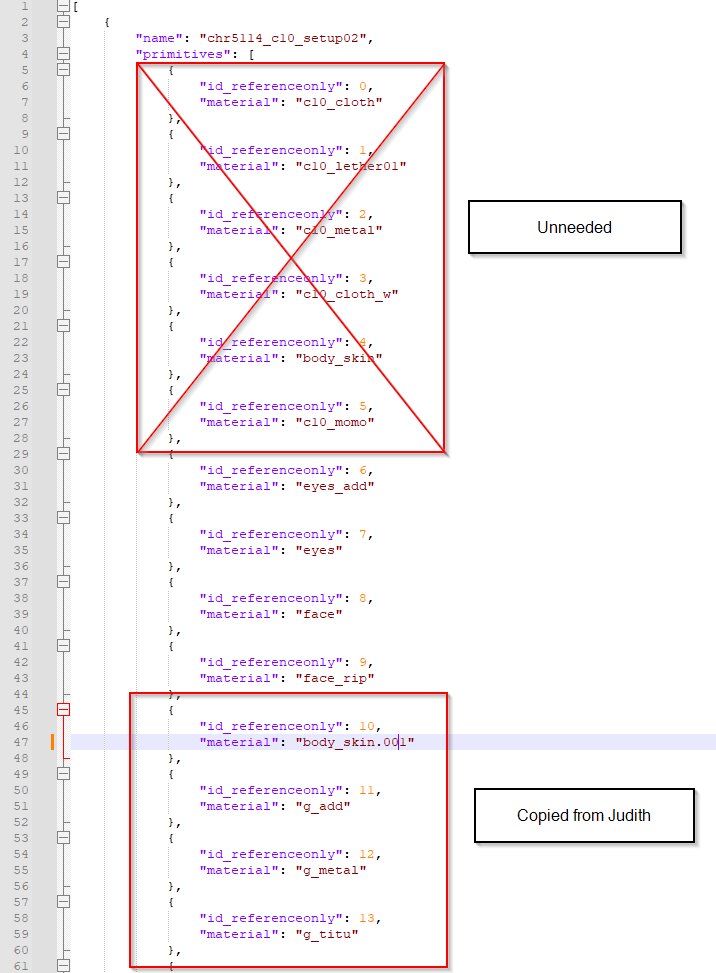 1 [
2 {
3 "name": "chr5114_c10_setup02",
4 "primitives": [
5 {
6 "id_referenceonly": 0,
7 "material": "c10_cloth"
8 },
9 {
10 "id_referenceonly": 1,
11 "material": "c10_lether01"
12 },
13 {
14 "id_referenceonly": 2,
15 "material": "c10_metal"
16 },
Unneeded
17 {
18 "id_referenceonly": 3,
19 "material": "c10_cloth_w"
20 },
21 {
22 "id_referenceonly": 4,
23 "material": "body_skin"
24 },
25 {
26 "id_referenceonly": 5,
27 "material": "c10_momo"
28 },
29 {
30 "id_referenceonly": 6,
31 "material": "eyes_add"
32 },
33 {
34 "id_referenceonly": 7,
35 "material": "eyes"
36 },
37 {
38 "id_referenceonly": 8,
39 "material": "face"
40 },
41 {
42 "id_referenceonly": 9,
43 "material": "face_rip"
44 },
45 {
46 "id_referenceonly": 10,
47 "material": "body_skin.001"
48 },
49 {
50 "id_referenceonly": 11,
51 "material": "g_add"
Copied from Judith
52 },
53 {
54 "id_referenceonly": 12,
55 "material": "g_metal"
56 },
57 {
58 "id_referenceonly": 13,
59 "material": "g_titu"
60 },
61 {